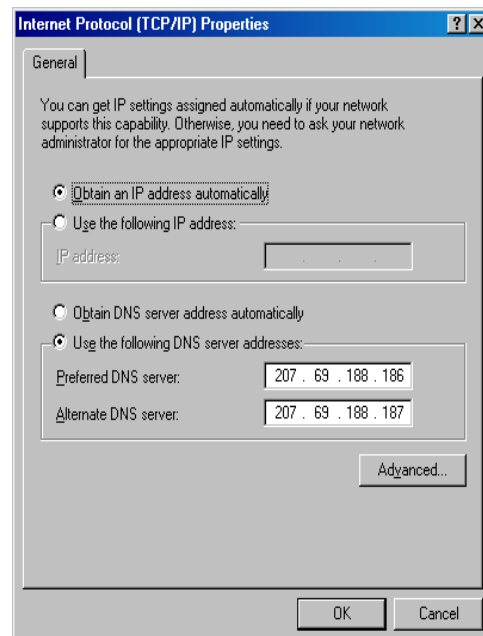 Internet Protocol (TCP/IP) Properties
General
You can get IP settings assigned automatically if your network
supports this capability. Otherwise, you need to ask your network
administrator for the appropriate IP settings.
Obtain an IP address automatically
Use the following IP address:
IP address:
Obtain DNS server address automatically
Use the following DNS server addresses:
Preferred DNS server: 207 . 69 . 188 . 186
Alternate DNS server: 207 . 69 . 188 . 187
Advanced...
OK Cancel